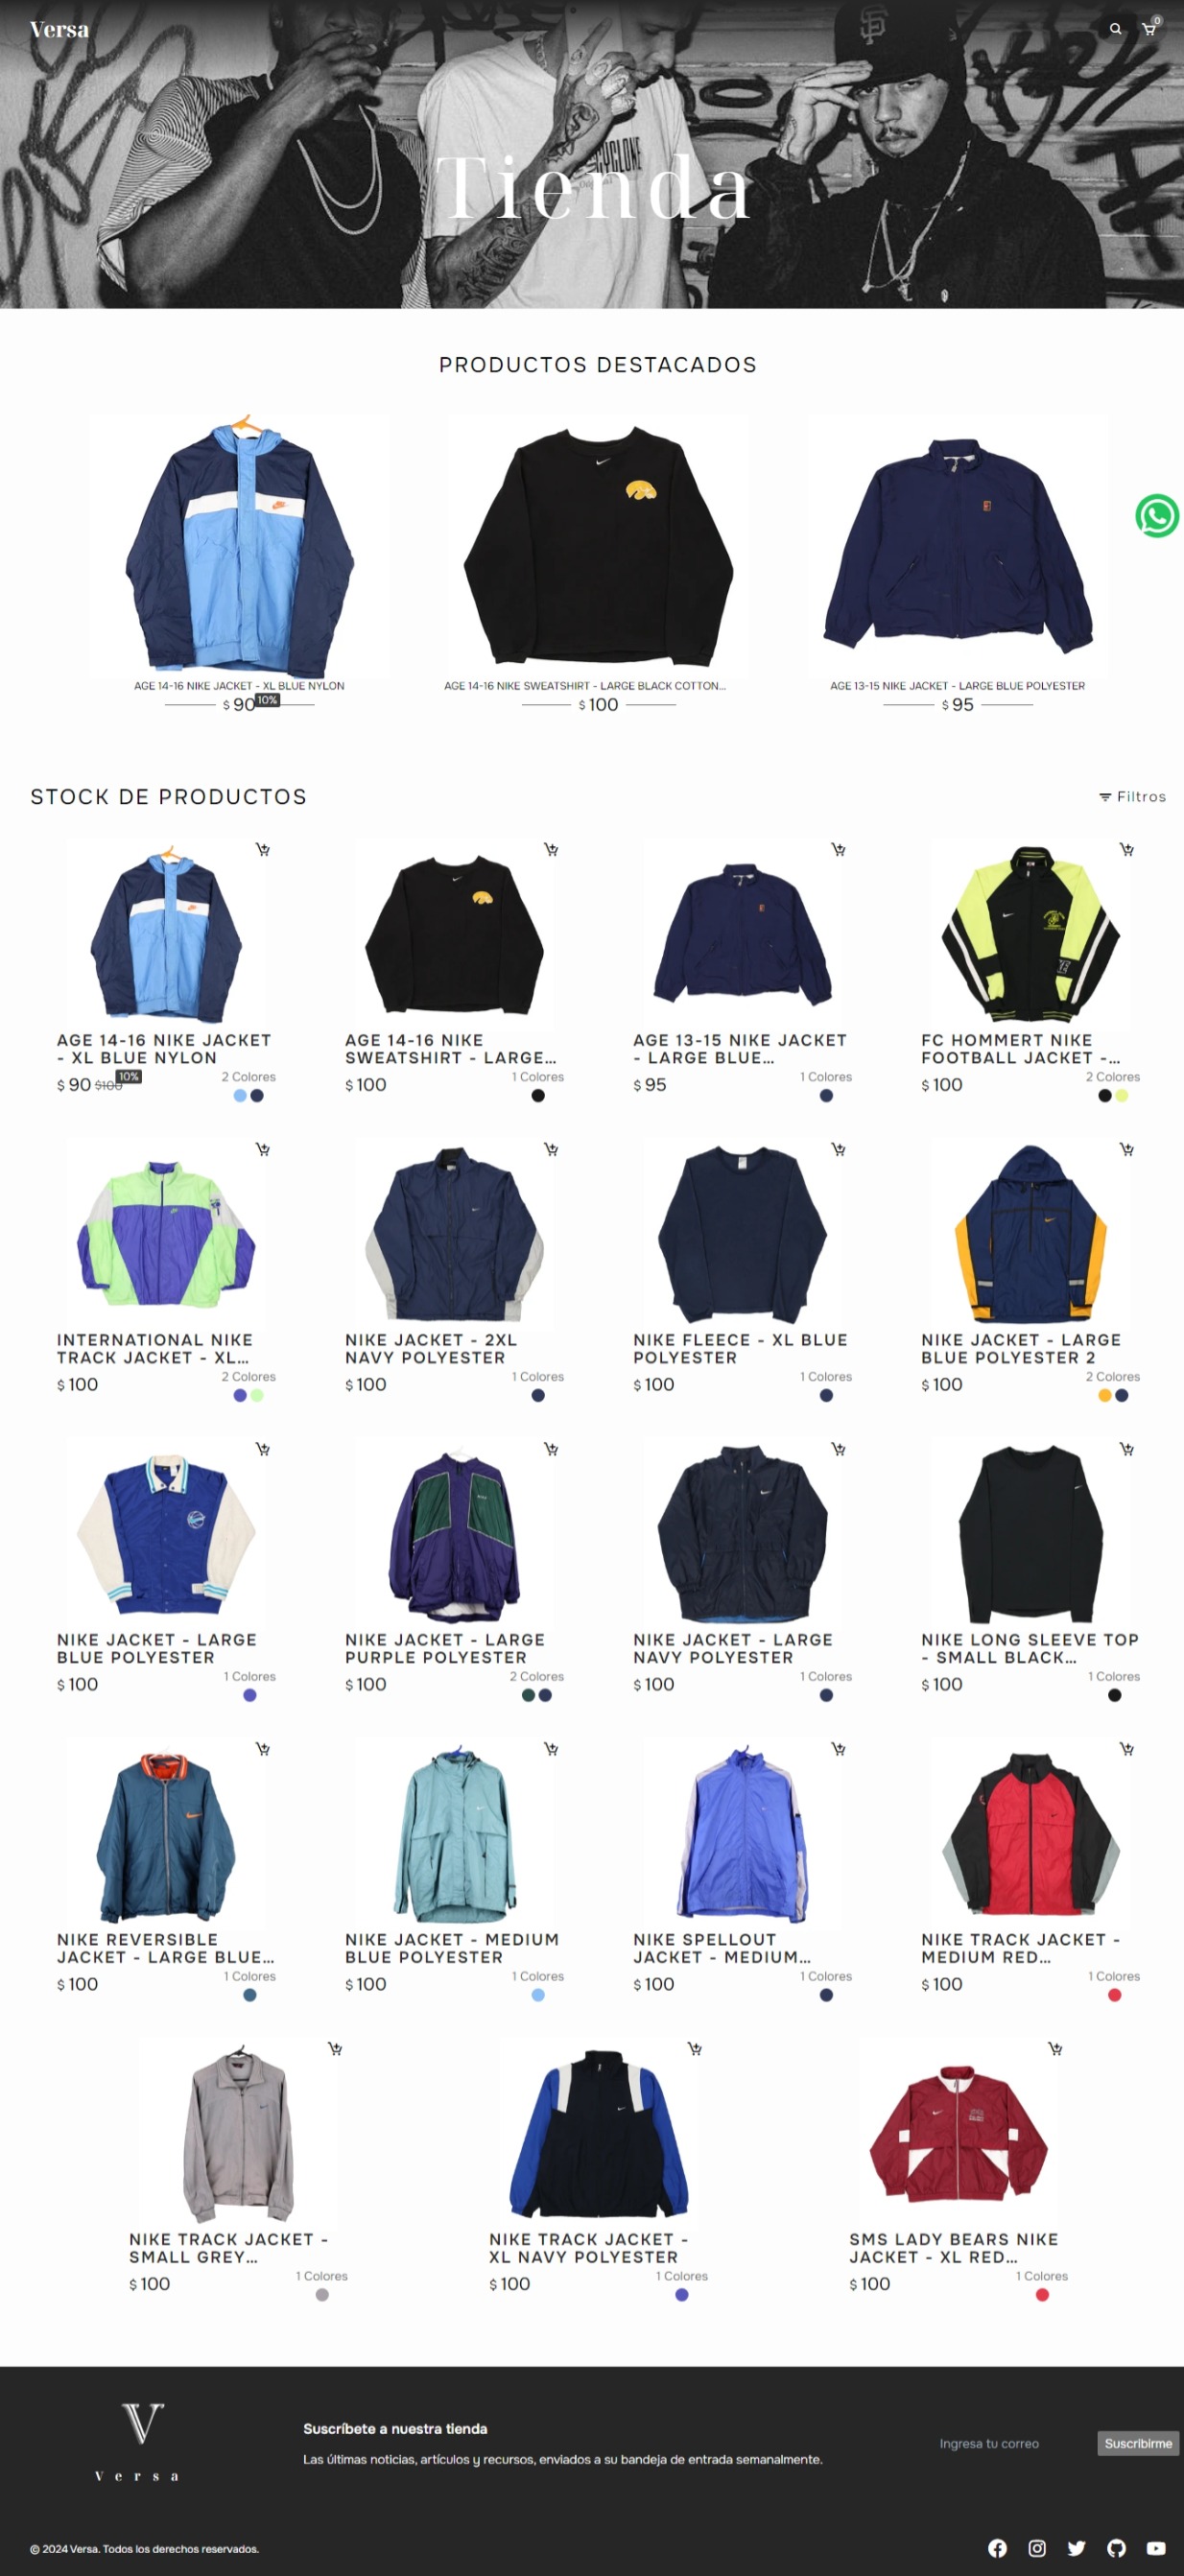 Versa
0
Tienda
PRODUCTOS DESTACADOS
AGE 14-16 NIKE JACKET - XL BLUE NYLON
$ 90 10%
AGE 14-16 NIKE SWEATSHIRT - LARGE BLACK COTTON...
$ 100
AGE 13-15 NIKE JACKET - LARGE BLUE POLYESTER
$ 95
STOCK DE PRODUCTOS
Filtros
AGE 14-16 NIKE JACKET
- XL BLUE NYLON
$ 90 $100 10%
2 Colores
AGE 14-16 NIKE
SWEATSHIRT - LARGE...
$ 100
1 Colores
AGE 13-15 NIKE JACKET
- LARGE BLUE...
$ 95
1 Colores
FC HOMMERT NIKE
FOOTBALL JACKET -...
$ 100
2 Colores
INTERNATIONAL NIKE
TRACK JACKET - XL...
$ 100
2 Colores
NIKE JACKET - 2XL
NAVY POLYESTER
$ 100
1 Colores
NIKE FLEECE - XL BLUE
POLYESTER
$ 100
1 Colores
NIKE JACKET - LARGE
BLUE POLYESTER 2
$ 100
2 Colores
NIKE JACKET - LARGE
BLUE POLYESTER
$ 100
1 Colores
NIKE JACKET - LARGE
PURPLE POLYESTER
$ 100
2 Colores
NIKE JACKET - LARGE
NAVY POLYESTER
$ 100
1 Colores
NIKE LONG SLEEVE TOP
- SMALL BLACK...
$ 100
1 Colores
NIKE REVERSIBLE
JACKET - LARGE BLUE...
$ 100
1 Colores
NIKE JACKET - MEDIUM
BLUE POLYESTER
$ 100
1 Colores
NIKE SPELLOUT
JACKET - MEDIUM...
$ 100
1 Colores
NIKE TRACK JACKET -
MEDIUM RED...
$ 100
1 Colores
NIKE TRACK JACKET -
SMALL GREY...
$ 100
1 Colores
NIKE TRACK JACKET -
XL NAVY POLYESTER
$ 100
1 Colores
SMS LADY BEARS NIKE
JACKET - XL RED...
$ 100
1 Colores
V
Versa
Suscríbete a nuestra tienda
Las últimas noticias, artículos y recursos, enviados a su bandeja de entrada semanalmente.
Ingresa tu correo
Suscribirme
© 2024 Versa. Todos los derechos reservados.